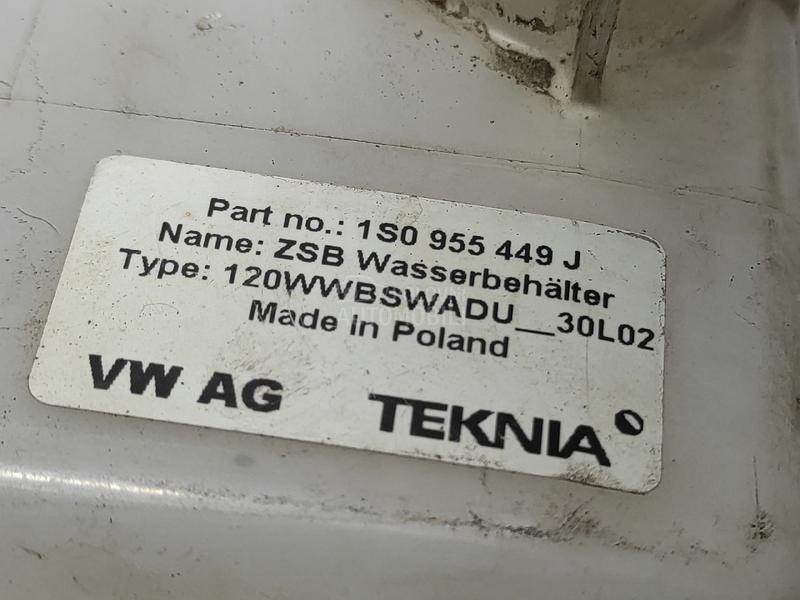 Part no.: 1S0 955 449 J
Name: ZSB Wasserbehälter
Type: 120WWBSWADU__30L02
Made in Poland
VW AG TEKNIA